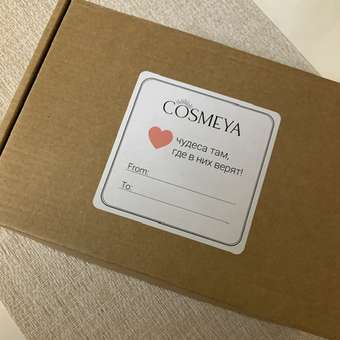 COSMEYA
чудеса там,
где в них верят!
From:
To: